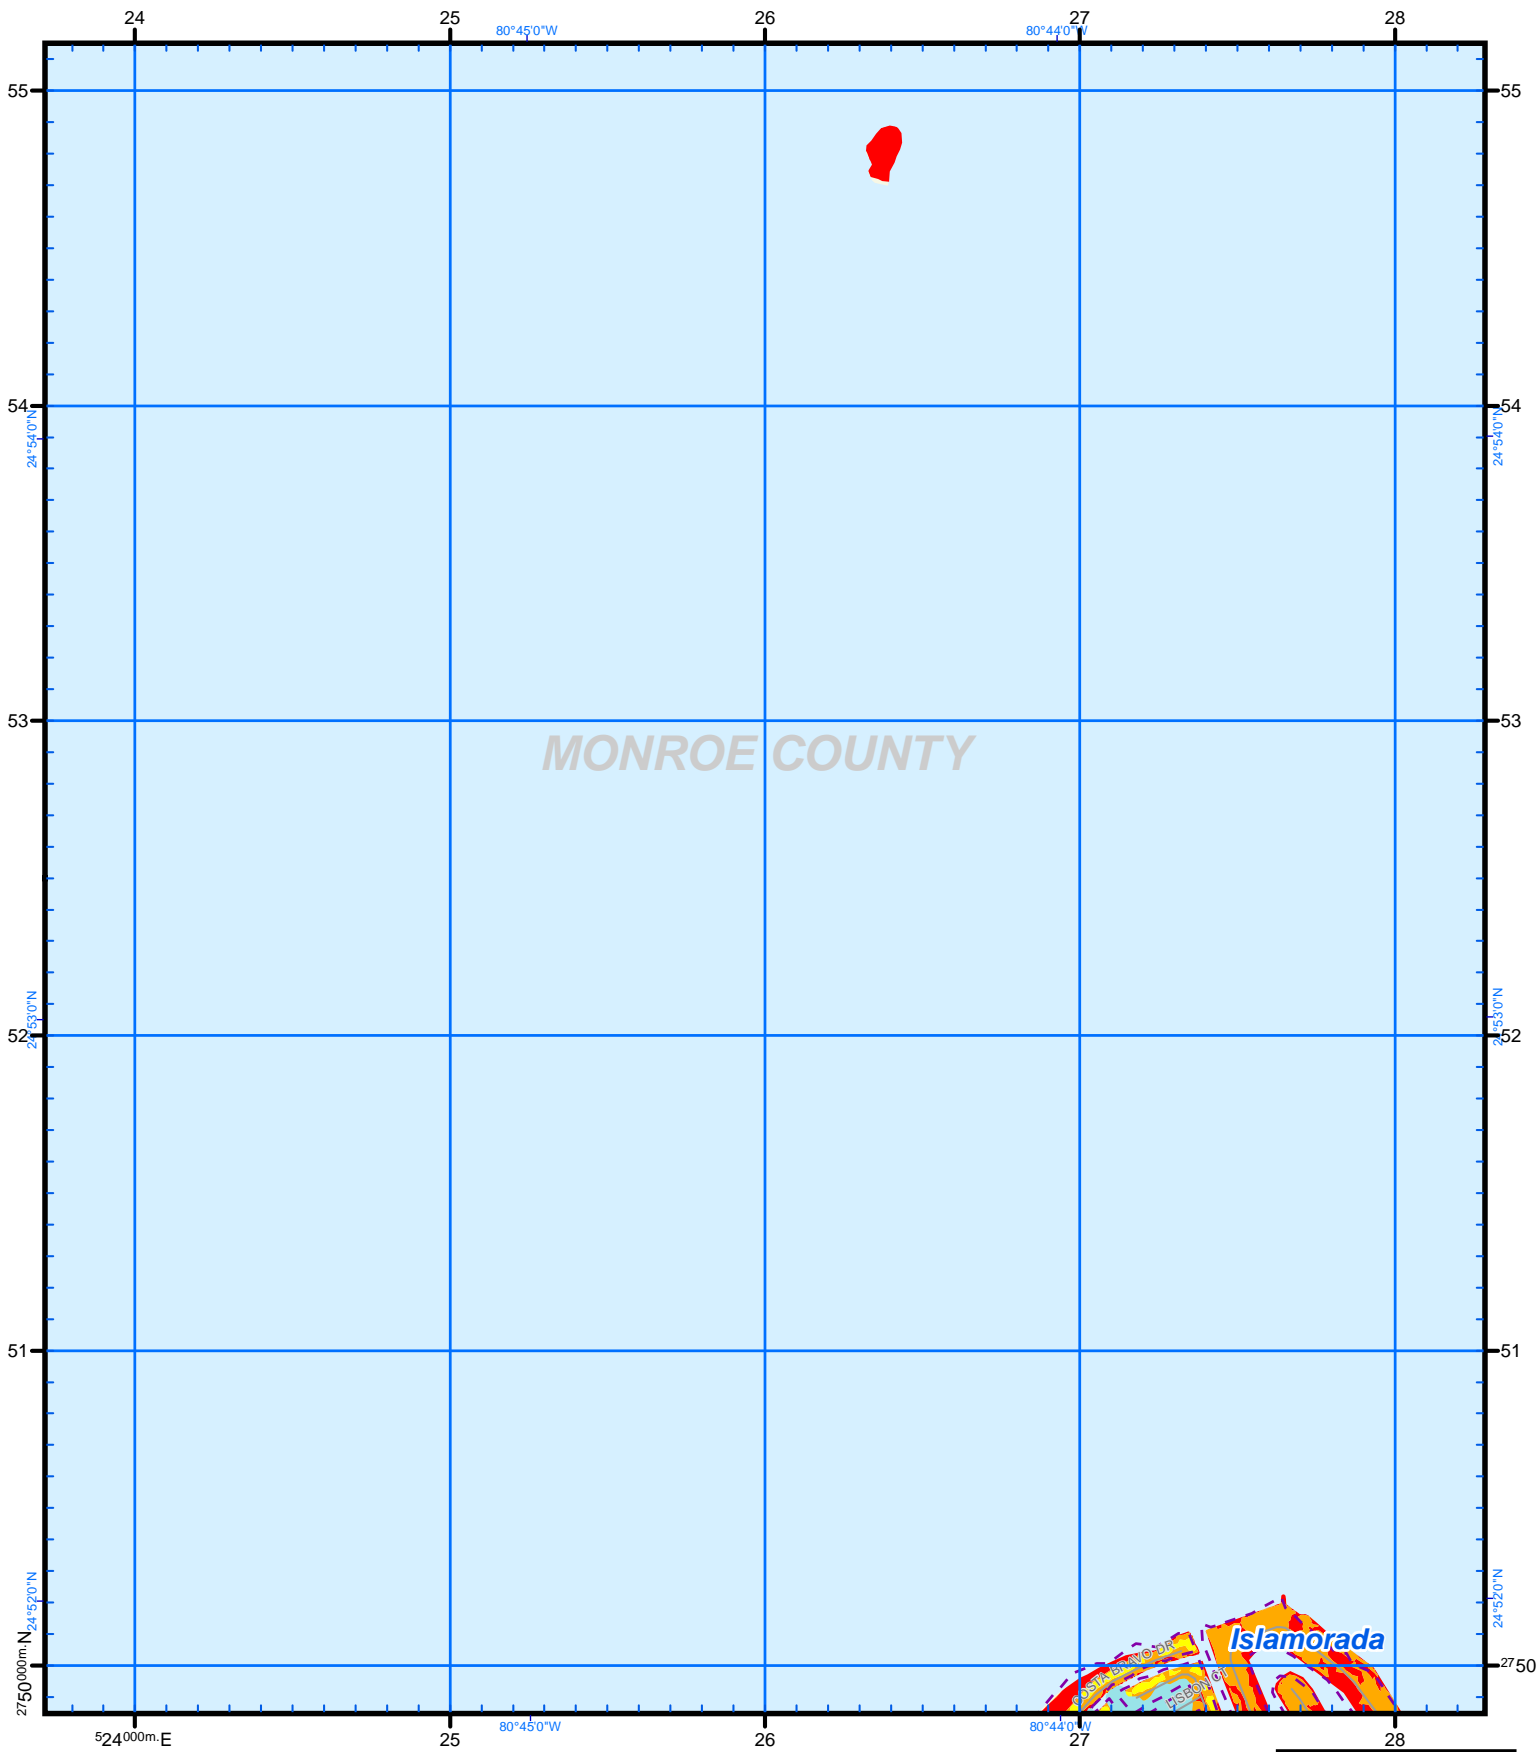 24 25 26 27 28
80°45'0"W 80°44'0"W
55 55
54 54
24°54'0"N 24°54'0"N
53 53
MONROE COUNTY
24°53'0"N 24°53'0"N
52 52
51 51
24°52'0"N 24°52'0"N
Islamorada
COSTA BRAVO DR
LISBON CT
2750000m.N 2750
80°45'0"W 80°44'0"W
524000m.E 25 26 27 28